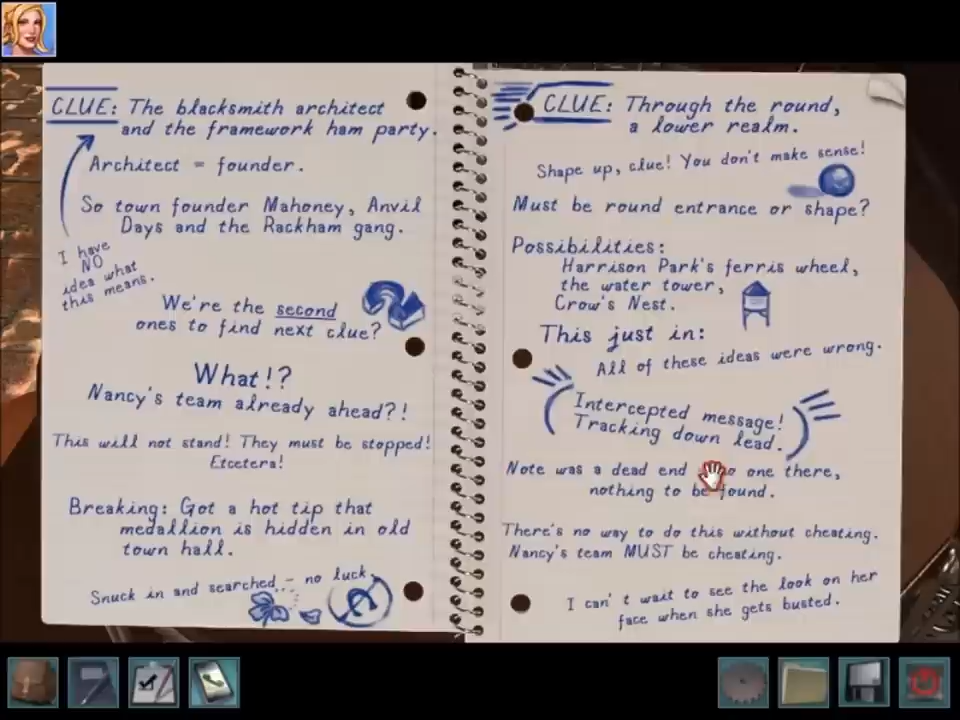 CLUE: The blacksmith architect
and the framework ham party.
Architect = founder.
So town founder Mahoney, Anvil
Days and the Rackham gang.
I have
NO
idea what
this means.
We're the second
ones to find next clue?
What!?
Nancy's team already ahead?!
This will not stand! They must be stopped!
Etcetera!
Breaking: Got a hot tip that
medallion is hidden in old
town hall.
Snuck in and searched... - no luck.
CLUE: Through the round,
a lower realm.
Shape up, clue! You don't make sense!
Must be round entrance or shape?
Possibilities:
Harrison Park's ferris wheel,
the water tower,
Crow's Nest.
This just in:
All of these ideas were wrong.
Intercepted message!
Tracking down lead.
Note was a dead end one there,
nothing to be found.
There's no way to do this without cheating.
Nancy's team MUST be cheating.
I can't wait to see the look on her
face when she gets busted.